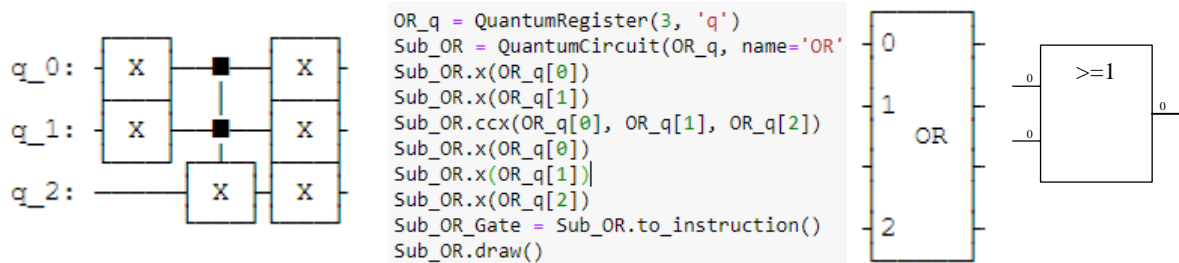 q_0: X X
q_1: X X
q_2: X X
OR_q = QuantumRegister(3, 'q')
Sub_OR = QuantumCircuit(OR_q, name='OR'
Sub_OR.x(OR_q[0])
Sub_OR.x(OR_q[1])
Sub_OR.ccx(OR_q[0], OR_q[1], OR_q[2])
Sub_OR.x(OR_q[0])
Sub_OR.x(OR_q[1])
Sub_OR.x(OR_q[2])
Sub_OR_Gate = Sub_OR.to_instruction()
Sub_OR.draw()
0
1
OR
2
>=1
0
0
0